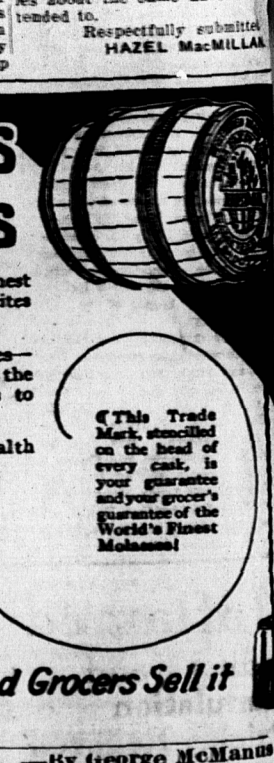 tended to.
Respectfully submitted
HAZEL MacMILLAN
S
S
nest
ites
es—
the
to
alth
¶This Trade
Mark, stencilled
on the head of
every cask, is
your guarantee
and your grocer's
guarantee of the
World's Finest
Molasses!
d Grocers Sell it
—By George McManus